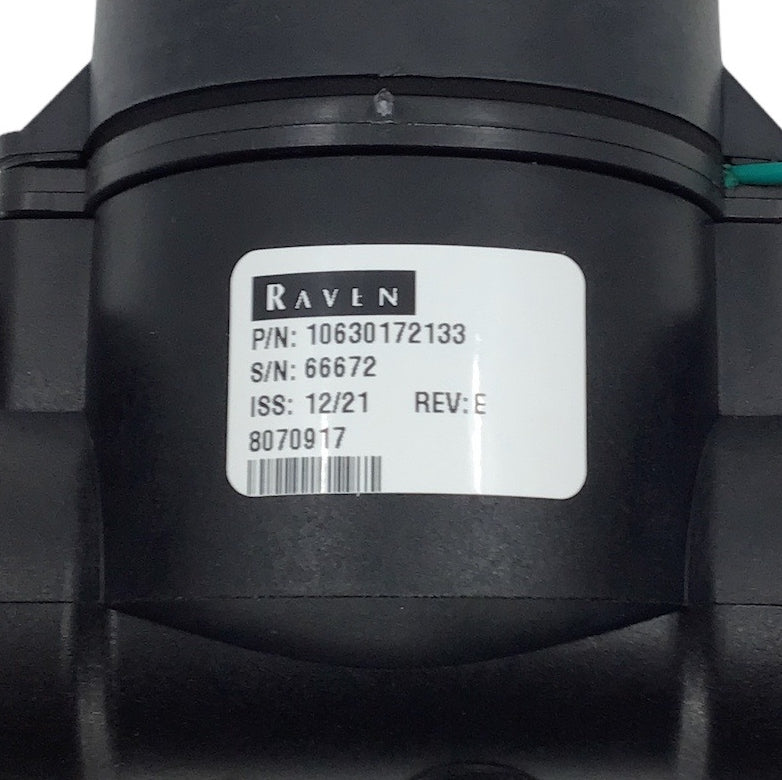 RAVEN
P/N: 10630172133
S/N: 66672
ISS: 12/21 REV: E
8070917